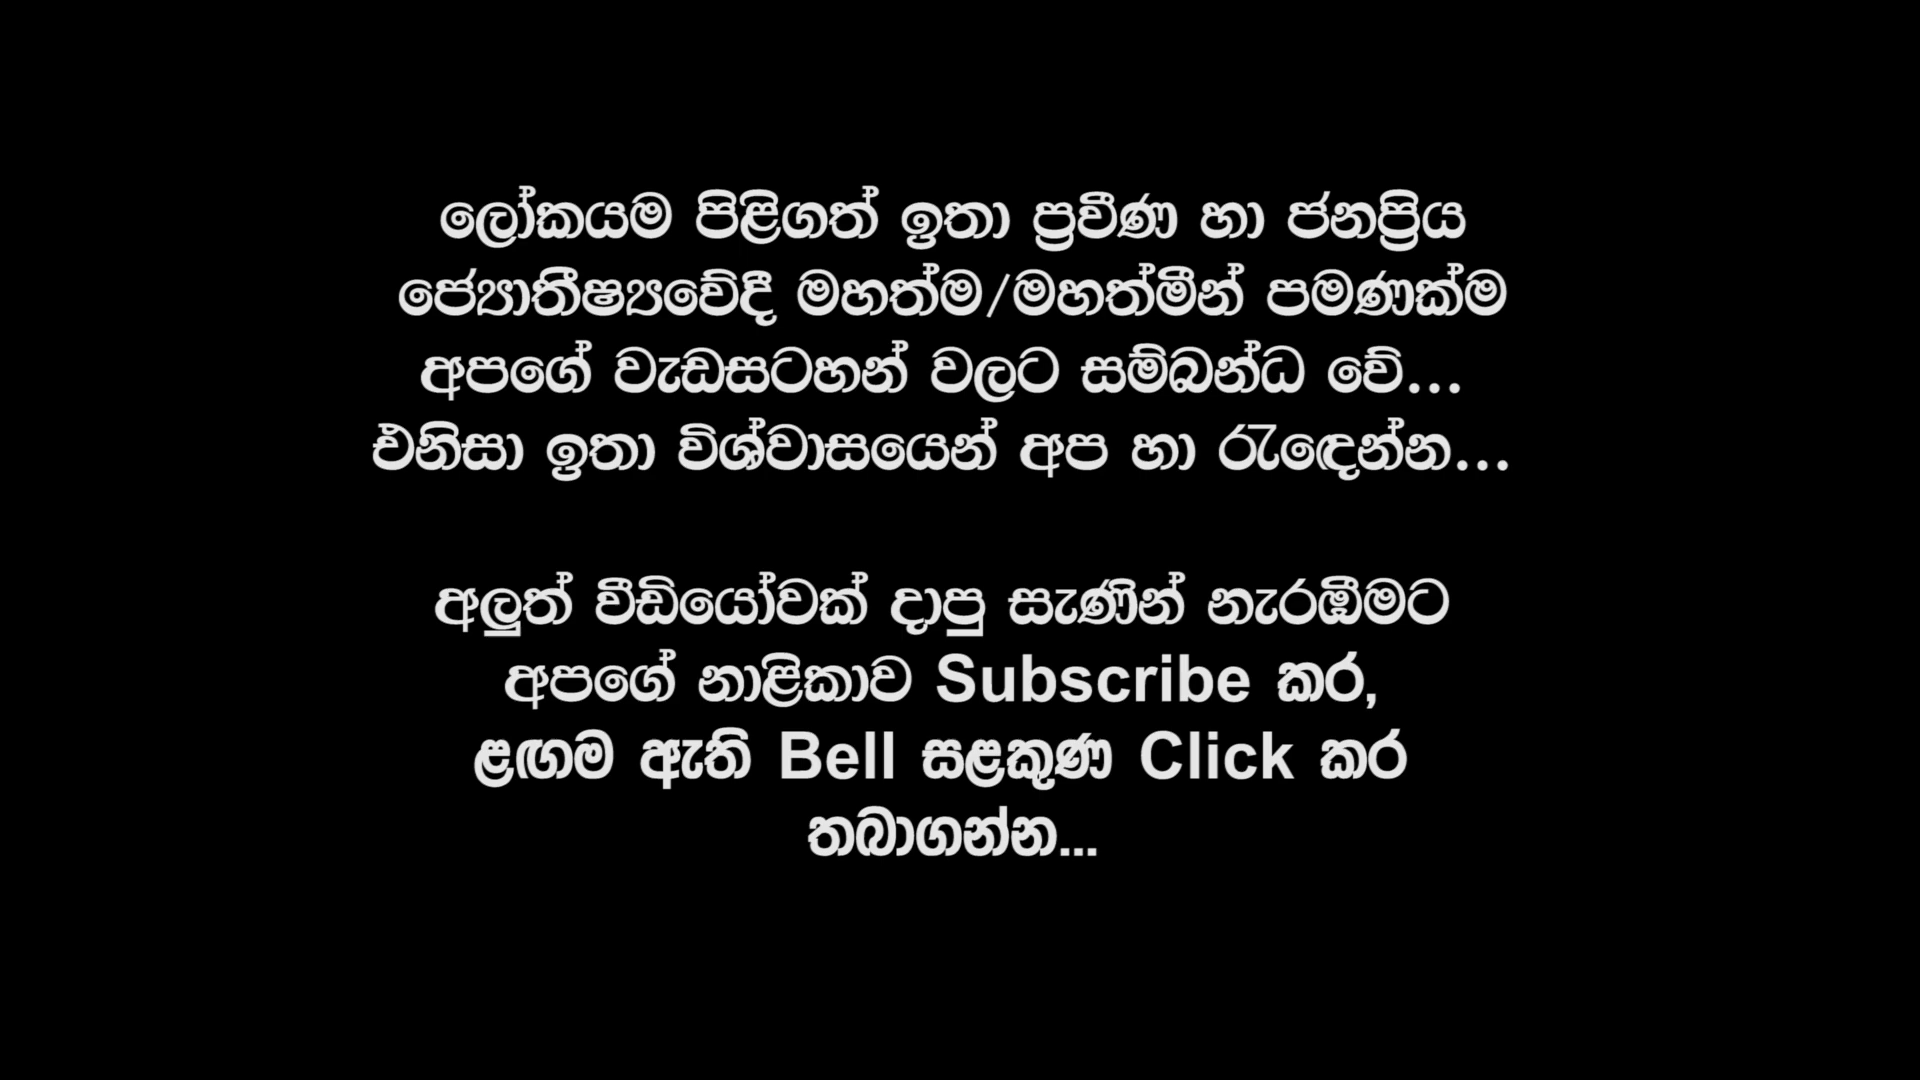 ලෝකයම පිළිගත් ඉතා ප්‍රවීණ හා ජනප්‍රිය
ජ්‍යොතිෂ්‍යවේදී මහත්ම/මහත්මීන් පමණක්ම
අපගේ වැඩසටහන් වලට සම්බන්ධ වේ...
එනිසා ඉතා විශ්වාසයෙන් අප හා රැඳෙන්න...
අලුත් වීඩියෝවක් දාපු සැණින් නැරඹීමට
අපගේ නාළිකාව Subscribe කර,
ළඟම ඇති Bell සළකුණ Click කර
තබාගන්න...